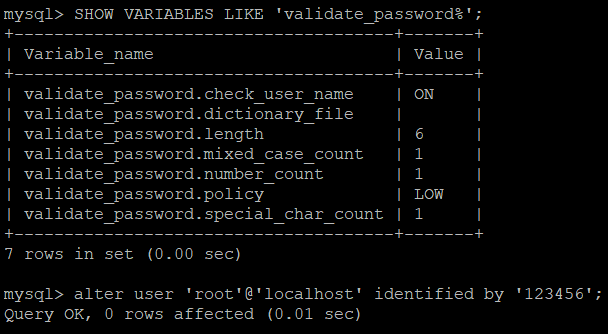 mysql> SHOW VARIABLES LIKE 'validate_password%';
+--------------------------------------+-------+
| Variable_name                        | Value |
+--------------------------------------+-------+
| validate_password.check_user_name    | ON    |
| validate_password.dictionary_file    |       |
| validate_password.length             | 6     |
| validate_password.mixed_case_count   | 1     |
| validate_password.number_count       | 1     |
| validate_password.policy             | LOW   |
| validate_password.special_char_count | 1     |
+--------------------------------------+-------+
7 rows in set (0.00 sec)

mysql> alter user 'root'@'localhost' identified by '123456';
Query OK, 0 rows affected (0.01 sec)